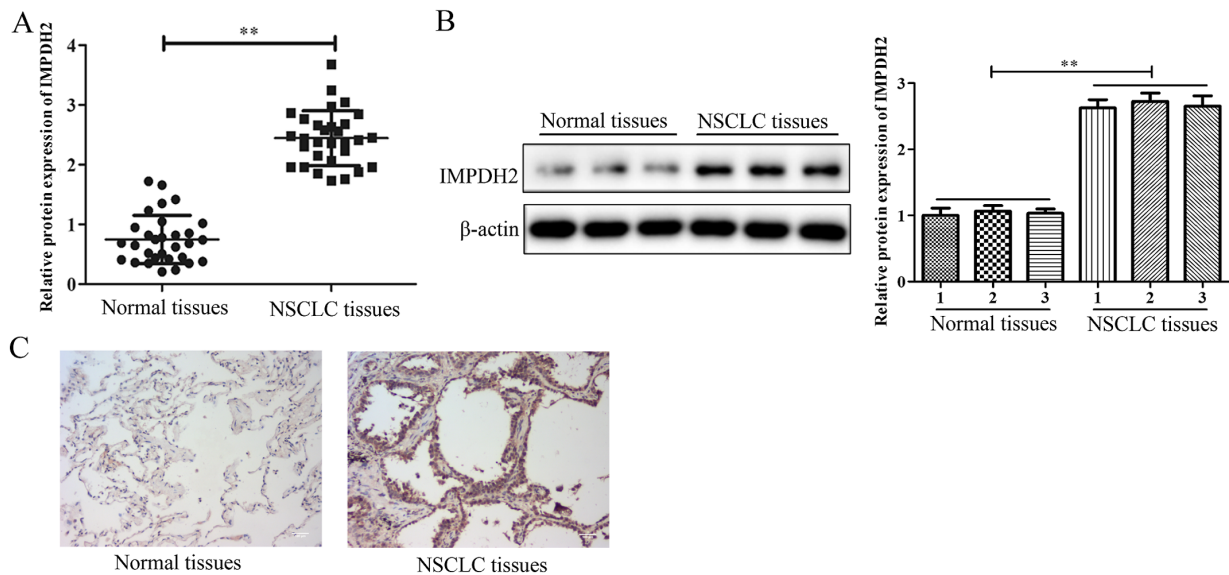 A
Relative protein expression of IMPDH2
4
3
2
1
0
**
Normal tissues
NSCLC tissues
B
Normal tissues
NSCLC tissues
IMPDH2
β-actin
Relative protein expression of IMPDH2
3
2
1
0
**
1
2
3
1
2
3
Normal tissues
NSCLC tissues
C
Normal tissues
NSCLC tissues